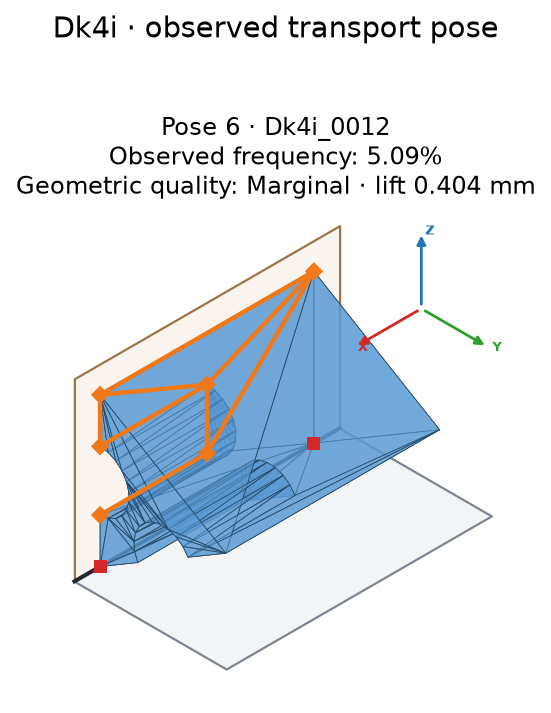 Dk4i · observed transport pose
Pose 6 · Dk4i_0012
Observed frequency: 5.09%
Geometric quality: Marginal · lift 0.404 mm
Z
X
Y